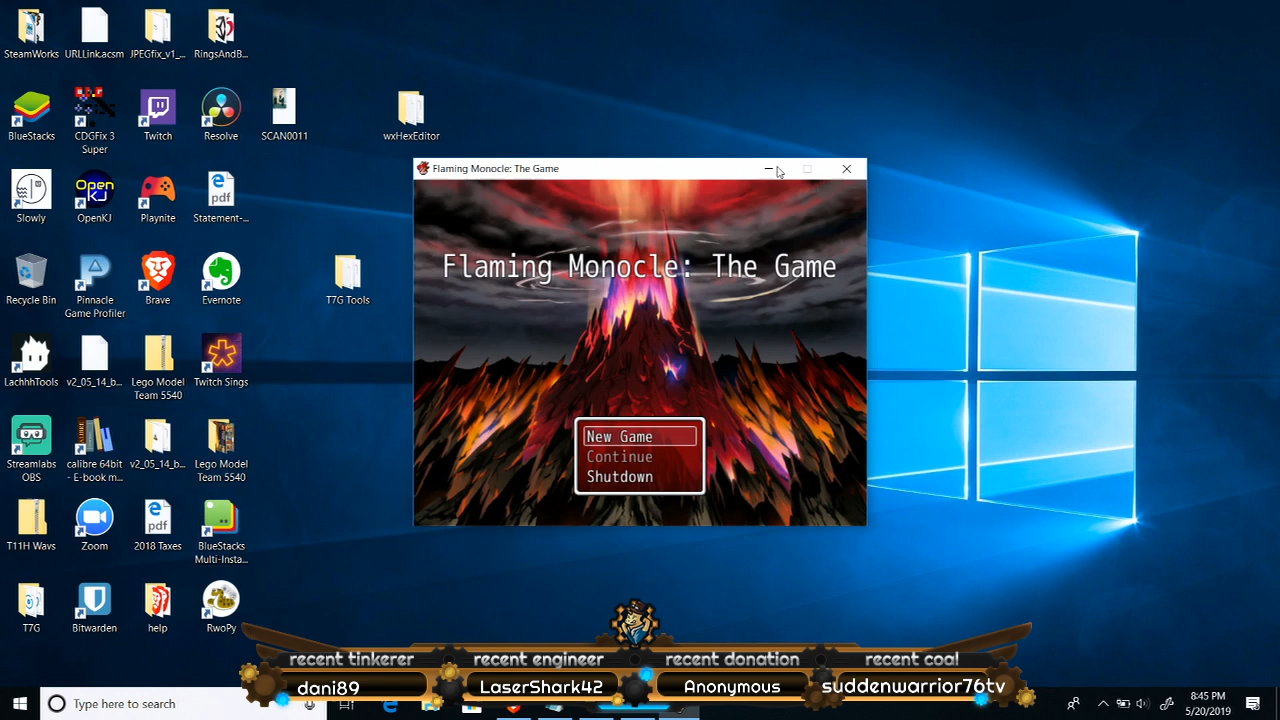 SteamWorks
URLLink.acsm
JPEGfix_v1_...
RingsAndB...
BlueStacks
CDGFix 3
Super
Twitch
Resolve
SCAN0011
wxHexEditor
Flaming Monocle: The Game
Slowly
OpenKJ
Open
KJ
Playnite
pdf
Statement-...
Flaming Monocle: The Game
Recycle Bin
Pinnacle
Game Profiler
Brave
Evernote
T7G Tools
LachhhTools
v2_05_14_b...
Lego Model
Team 5540
Twitch Sings
New Game
Continue
Shutdown
Streamlabs
OBS
calibre 64bit
- E-book m...
v2_05_14_b...
Lego Model
Team 5540
T11H Wavs
Zoom
pdf
2018 Taxes
BlueStacks
Multi-Insta...
T7G
Bitwarden
help
RwoPy
recent tinkerer
recent engineer
recent donation
recent coal
dani89
LaserShark42
Anonymous
suddenwarrior76tv
Type here to search
8:45 PM
5/20/2019